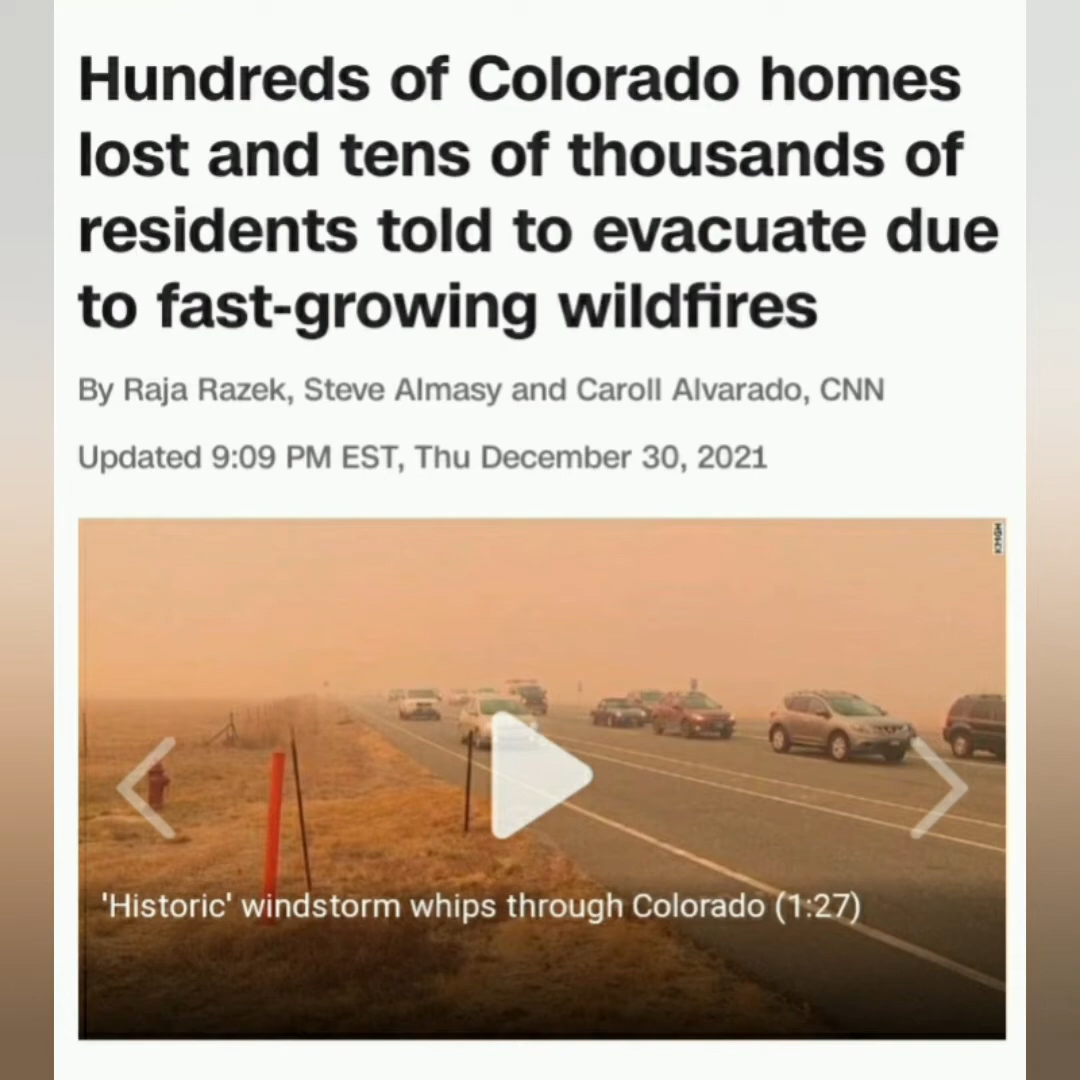 Hundreds of Colorado homes
lost and tens of thousands of
residents told to evacuate due
to fast-growing wildfires
By Raja Razek, Steve Almasy and Caroll Alvarado, CNN
Updated 9:09 PM EST, Thu December 30, 2021
KMGH
'Historic' windstorm whips through Colorado (1:27)